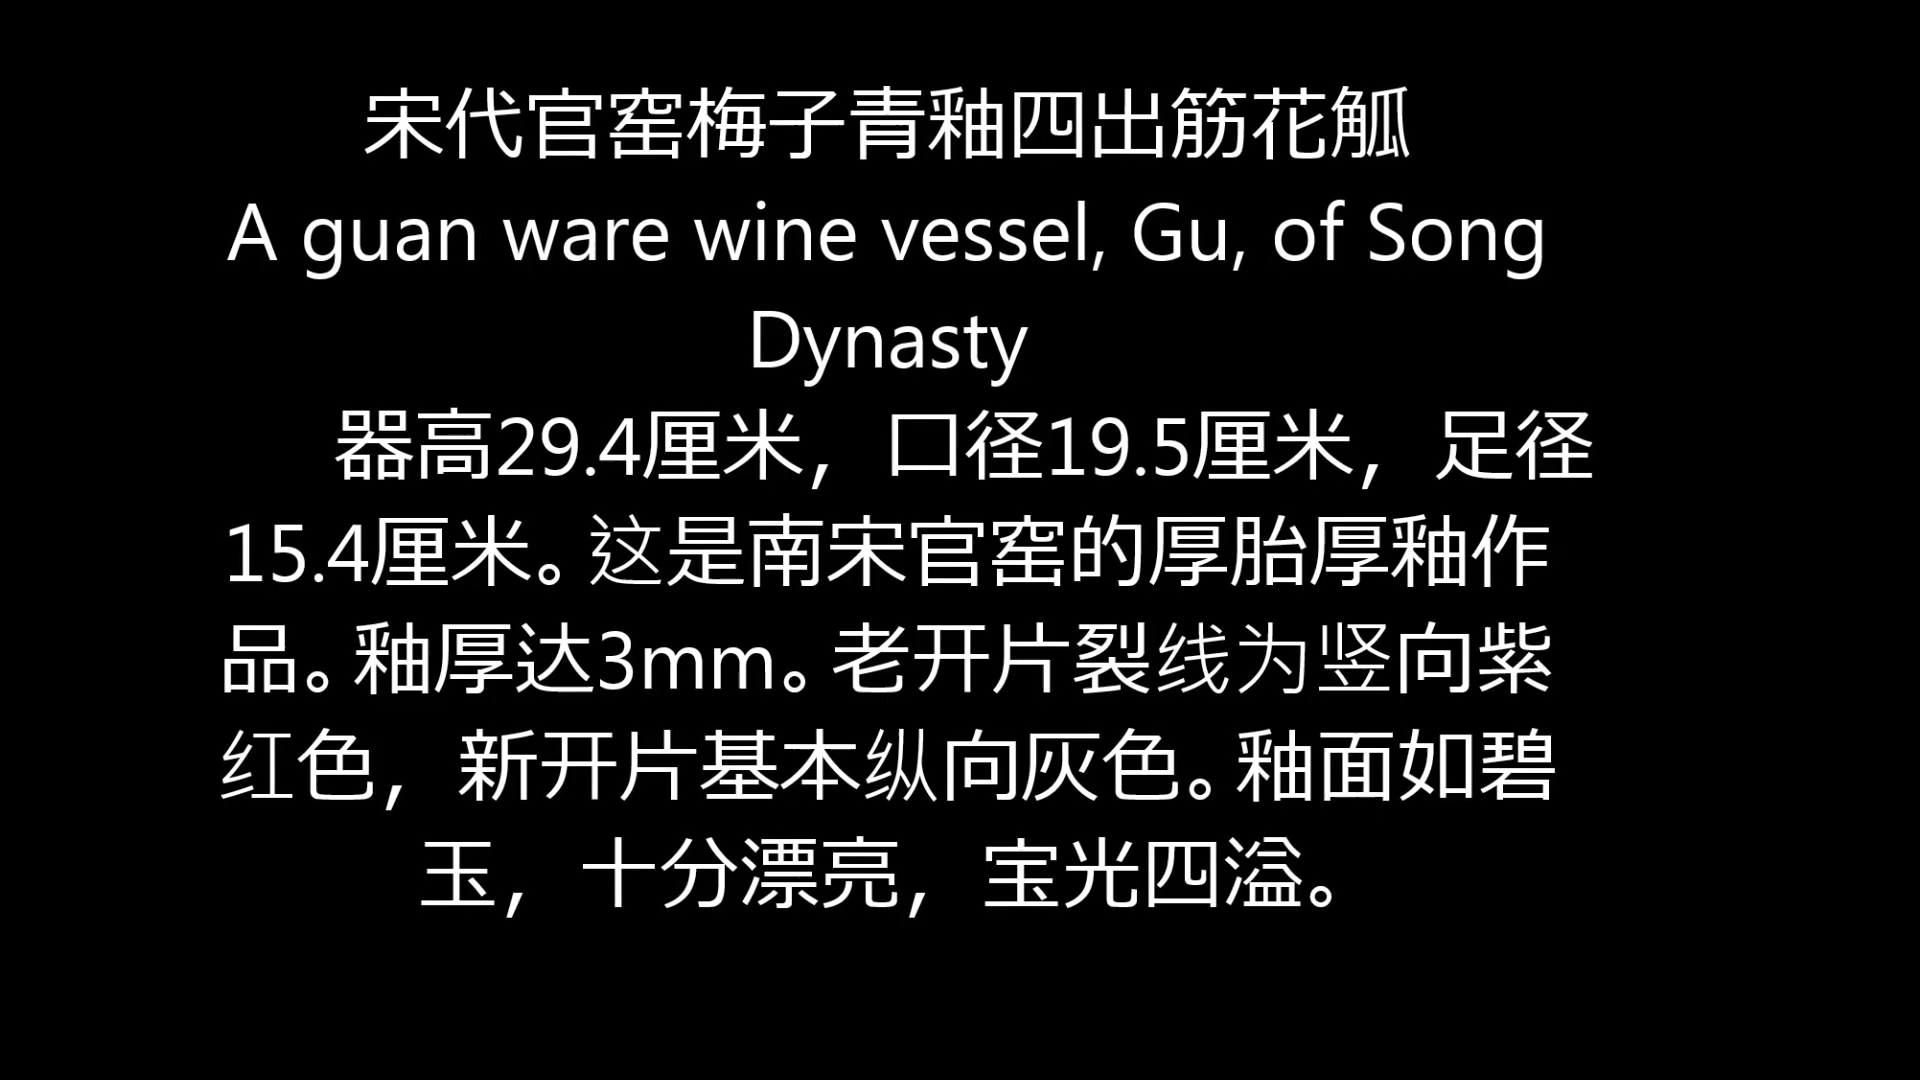 宋代官窑梅子青釉四出筋花觚
A guan ware wine vessel, Gu, of Song
Dynasty
器高29.4厘米，口径19.5厘米，足径
15.4厘米。这是南宋官窑的厚胎厚釉作
品。釉厚达3mm。老开片裂线为竖向紫
红色，新开片基本纵向灰色。釉面如碧
玉，十分漂亮，宝光四溢。